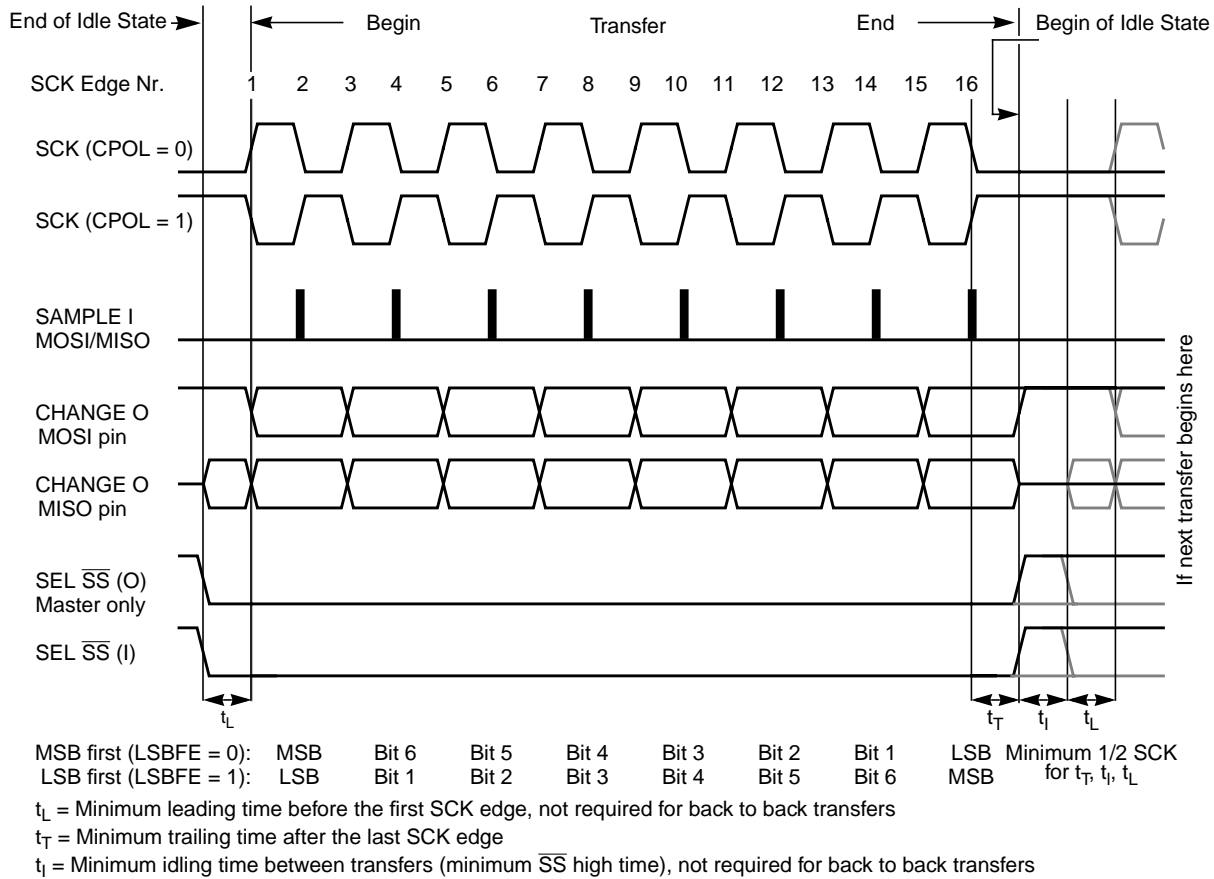 End of Idle State Begin Transfer End Begin of Idle State
SCK Edge Nr. 1 2 3 4 5 6 7 8 9 10 11 12 13 14 15 16
SCK (CPOL = 0)
SCK (CPOL = 1)
SAMPLE I
MOSI/MISO
CHANGE O
MOSI pin
CHANGE O
MISO pin
SEL SS (O)
Master only
SEL SS (I)
If next transfer begins here
tL tT tI tL
MSB first (LSBFE = 0): MSB Bit 6 Bit 5 Bit 4 Bit 3 Bit 2 Bit 1 LSB Minimum 1/2 SCK
LSB first (LSBFE = 1): LSB Bit 1 Bit 2 Bit 3 Bit 4 Bit 5 Bit 6 MSB for tT, tI, tL
tL = Minimum leading time before the first SCK edge, not required for back to back transfers
tT = Minimum trailing time after the last SCK edge
tI = Minimum idling time between transfers (minimum SS high time), not required for back to back transfers